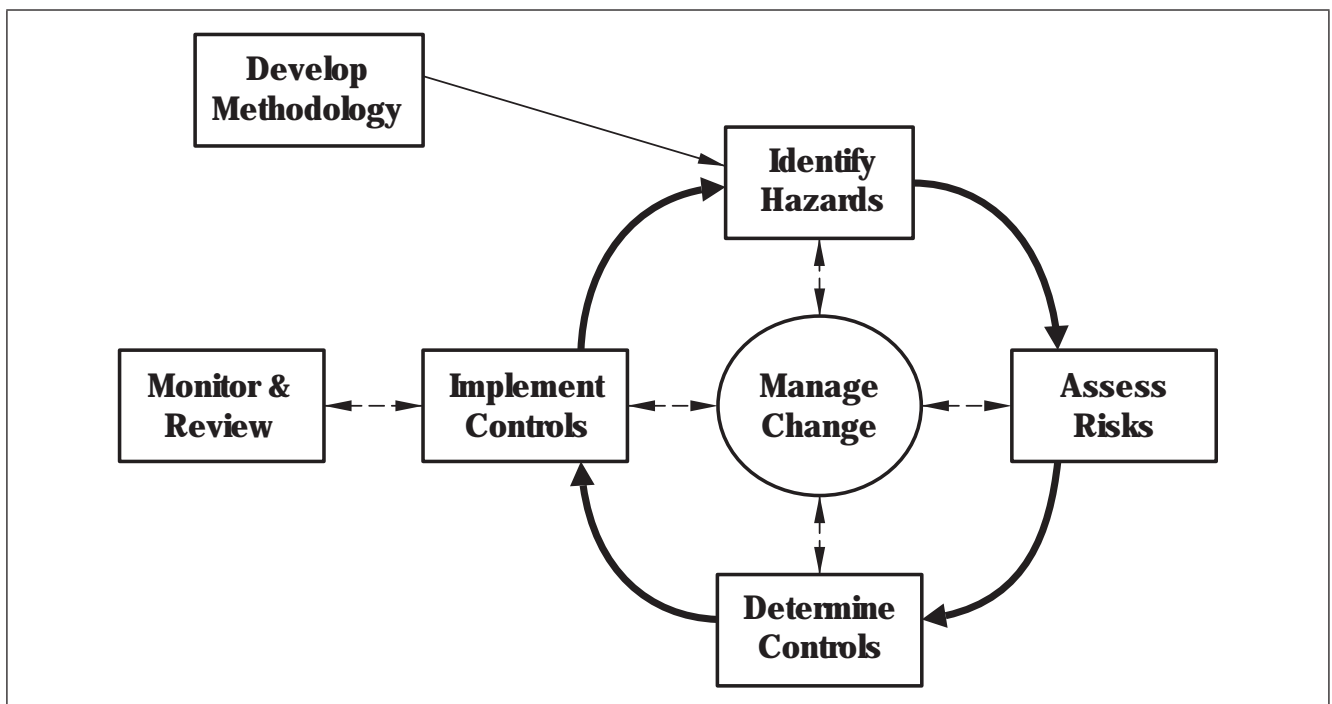 Develop
Methodology
Identify
Hazards
Monitor &
Review
Implement
Controls
Manage
Change
Assess
Risks
Determine
Controls